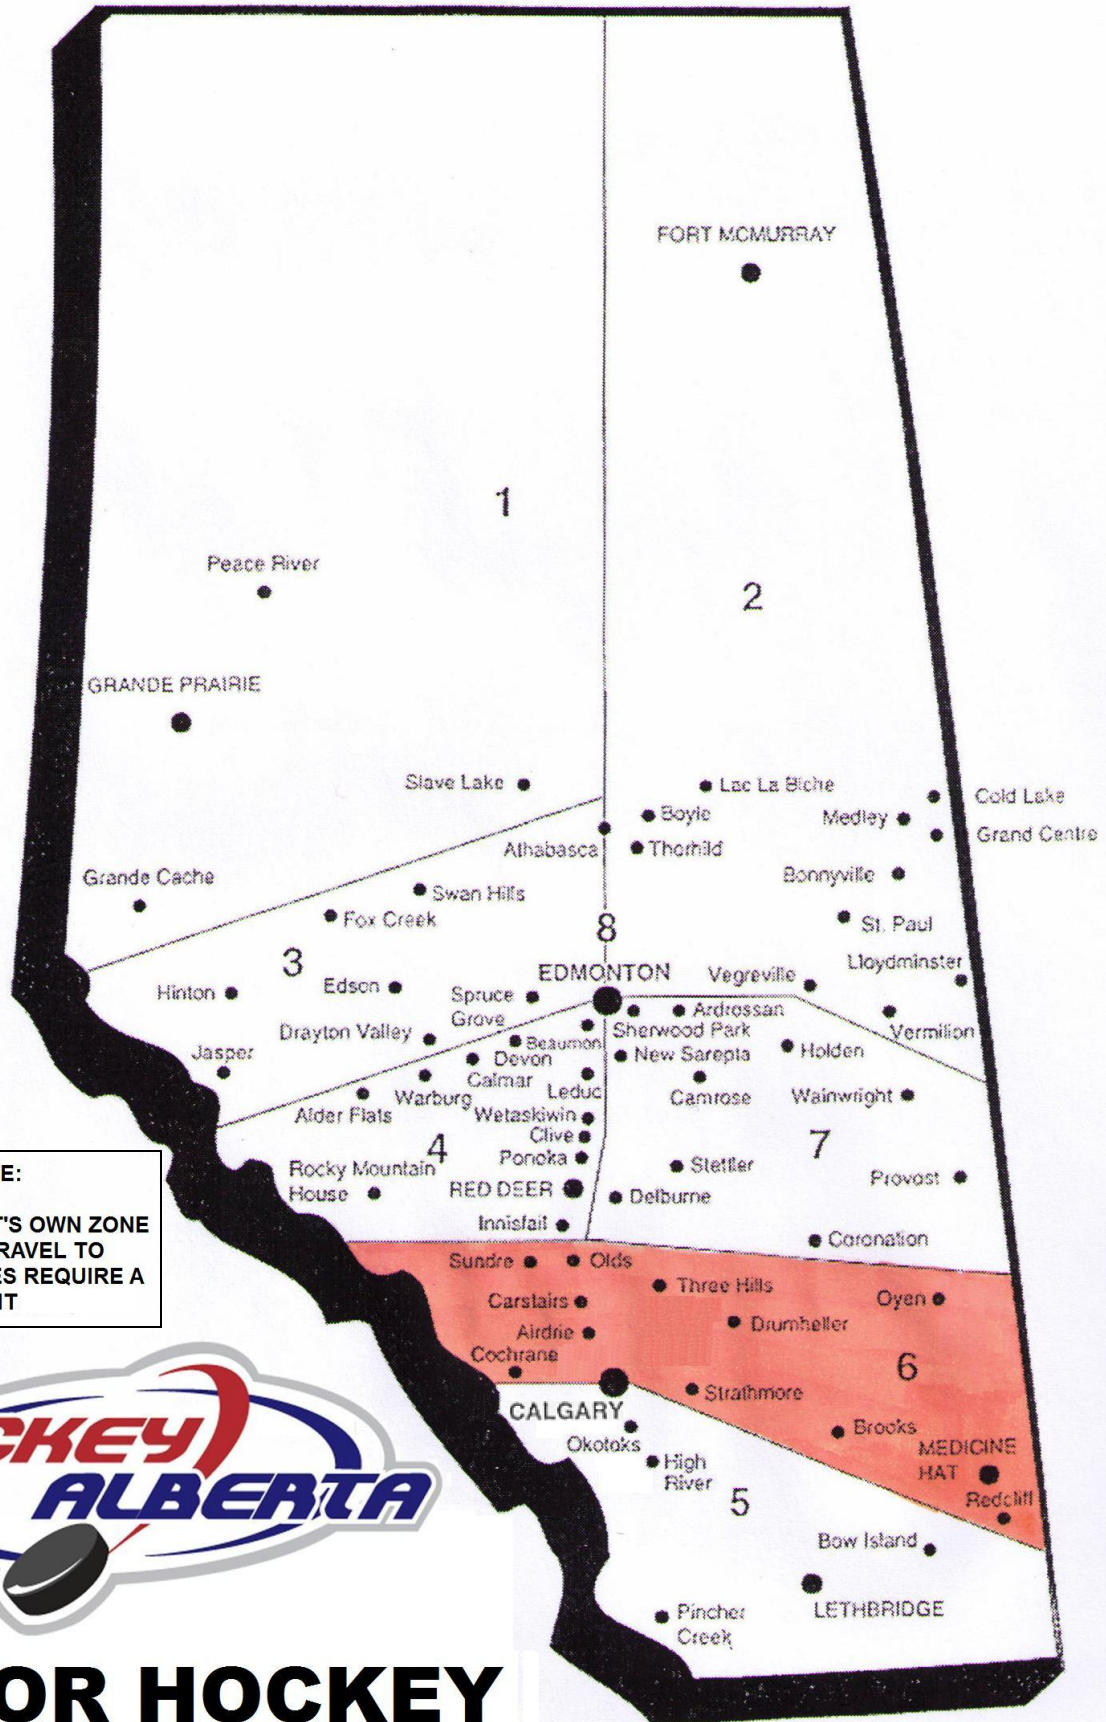 FORT MCMURRAY
1
Peace River
2
GRANDE PRAIRIE
Slave Lake
Lac La Biche
Cold Lake
Boyle
Medley
Grand Centre
Athabasca
Thorhild
Grande Cache
Bonnyville
Swan Hills
Fox Creek
8
St. Paul
3
EDMONTON
Vegreville
Lloydminster
Hinton
Edson
Spruce
Grove
Ardrossan
Drayton Valley
Sherwood Park
Vermilion
Beaumon
Jasper
Devon
New Sarepta
Holden
Calmar
Warburg
Leduc
Camrose
Wainwright
Alder Flats
Wetaskiwin
Clive
4
7
Ponoka
Rocky Mountain
House
Stettler
Provost
RED DEER
Delburne
Innisfail
Coronation
E:
T'S OWN ZONE
RAVEL TO
ES REQUIRE A
IT
Sundre
Olds
Three Hills
Carstairs
Oyen
Airdrie
Drumheller
Cochrane
6
CALGARY
Strathmore
Okotoks
Brooks
High
River
MEDICINE
HAT
5
Redcliff
Bow Island
LETHBRIDGE
Pincher
Creek
CKEY
ALBERTA
OR HOCKEY